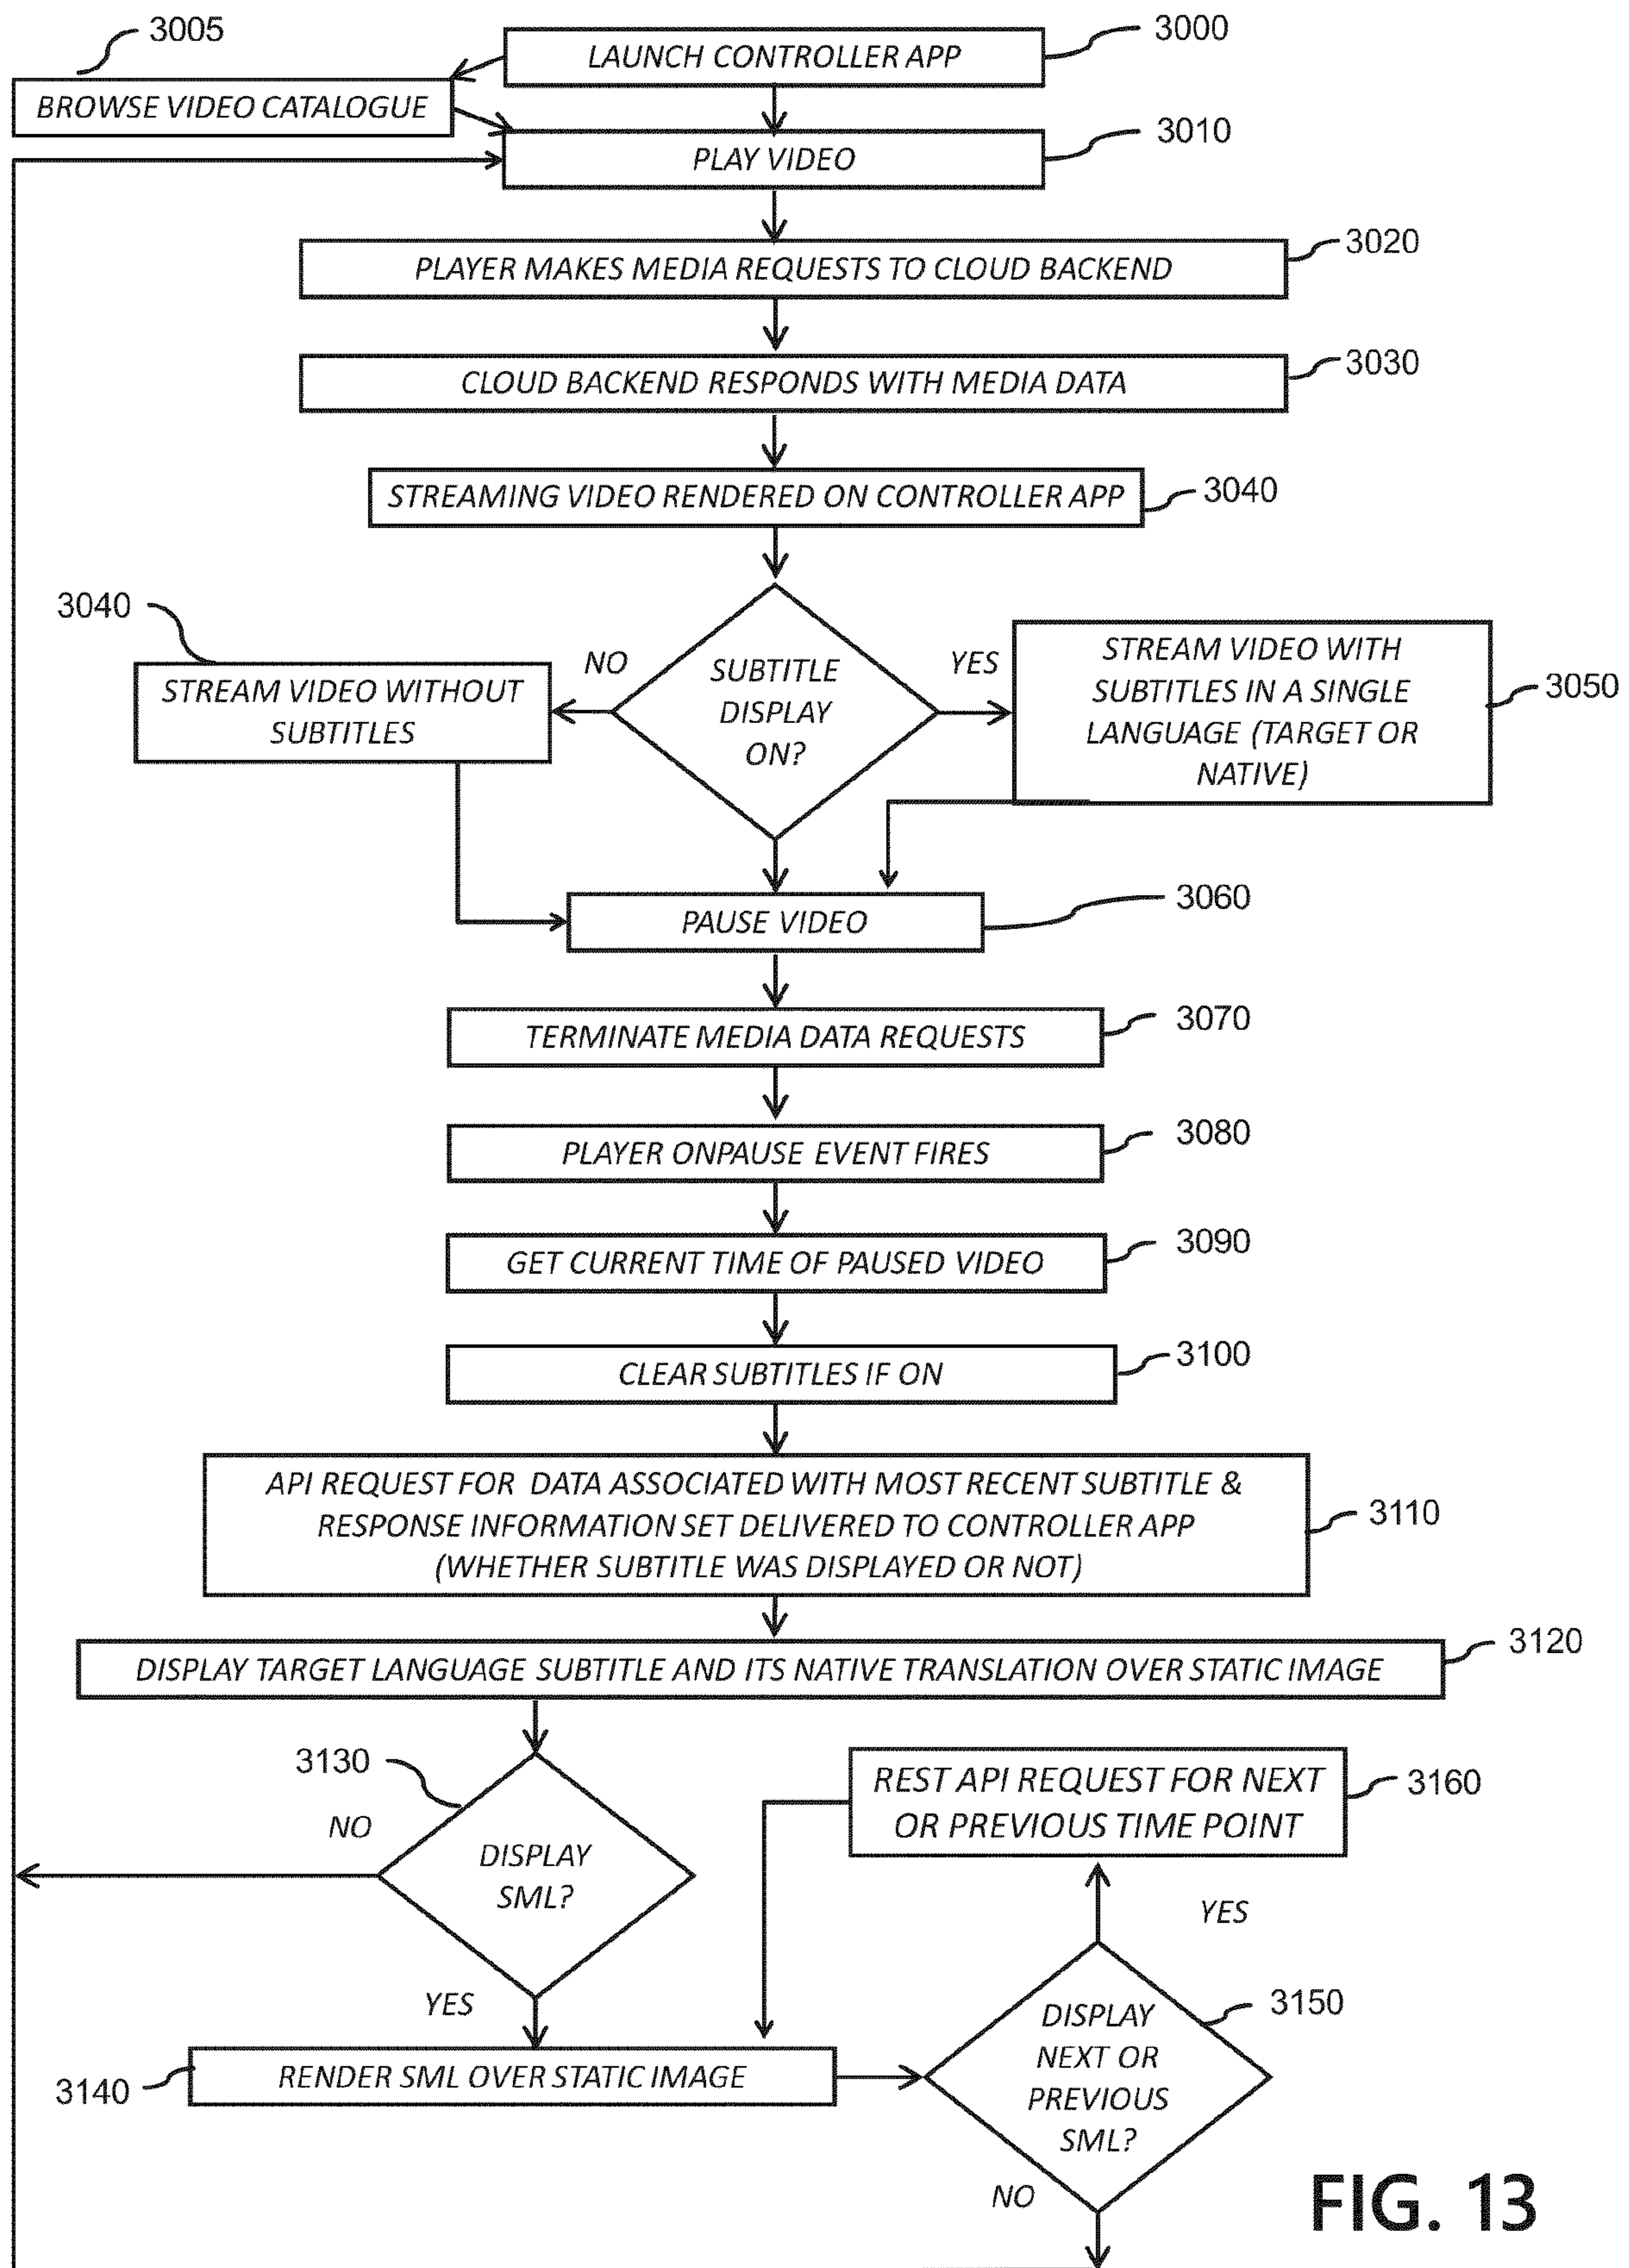 3005
3000
LAUNCH CONTROLLER APP
BROWSE VIDEO CATALOGUE
3010
PLAY VIDEO
3020
PLAYER MAKES MEDIA REQUESTS TO CLOUD BACKEND
3030
CLOUD BACKEND RESPONDS WITH MEDIA DATA
3040
STREAMING VIDEO RENDERED ON CONTROLLER APP
3040
STREAM VIDEO WITHOUT
SUBTITLES
NO
SUBTITLE
DISPLAY
ON?
YES
STREAM VIDEO WITH
SUBTITLES IN A SINGLE
LANGUAGE (TARGET OR
NATIVE)
3050
3060
PAUSE VIDEO
3070
TERMINATE MEDIA DATA REQUESTS
3080
PLAYER ONPAUSE EVENT FIRES
3090
GET CURRENT TIME OF PAUSED VIDEO
3100
CLEAR SUBTITLES IF ON
API REQUEST FOR DATA ASSOCIATED WITH MOST RECENT SUBTITLE &
RESPONSE INFORMATION SET DELIVERED TO CONTROLLER APP
(WHETHER SUBTITLE WAS DISPLAYED OR NOT)
3110
3120
DISPLAY TARGET LANGUAGE SUBTITLE AND ITS NATIVE TRANSLATION OVER STATIC IMAGE
3130
NO
DISPLAY
SML?
YES
REST API REQUEST FOR NEXT
OR PREVIOUS TIME POINT
3160
YES
3150
DISPLAY
NEXT OR
PREVIOUS
SML?
3140
RENDER SML OVER STATIC IMAGE
NO
FIG. 13